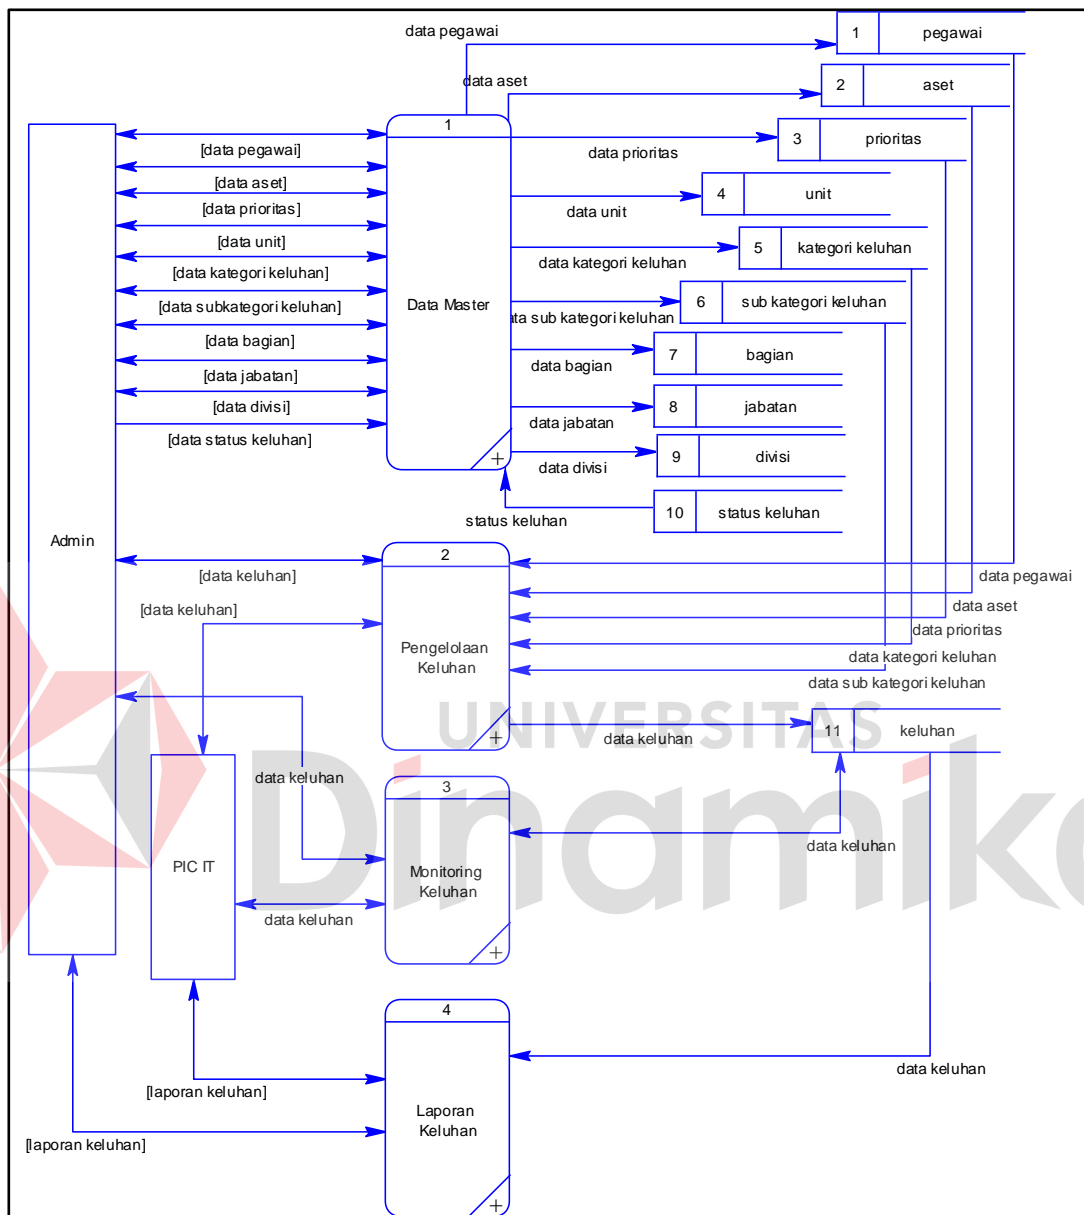 data pegawai
1 pegawai
data aset
2 aset
1
3 prioritas
data prioritas
[data pegawai]
[data aset]
4 unit
data unit
[data prioritas]
[data unit]
5 kategori keluhan
data kategori keluhan
[data kategori keluhan]
Data Master
6 sub kategori keluhan
ata sub kategori keluhan
[data subkategori keluhan]
[data bagian]
7 bagian
data bagian
[data jabatan]
8 jabatan
data jabatan
[data divisi]
[data status keluhan]
9 divisi
data divisi
+
10 status keluhan
status keluhan
Admin
2
[data keluhan]
data pegawai
[data keluhan]
data aset
data prioritas
Pengelolaan
Keluhan
data kategori keluhan
data sub kategori keluhan
UNIVERSITAS
11 keluhan
+
data keluhan
data keluhan
3
Dinamika
data keluhan
PIC IT
Monitoring
Keluhan
data keluhan
+
4
data keluhan
[laporan keluhan]
Laporan
Keluhan
[laporan keluhan]
+